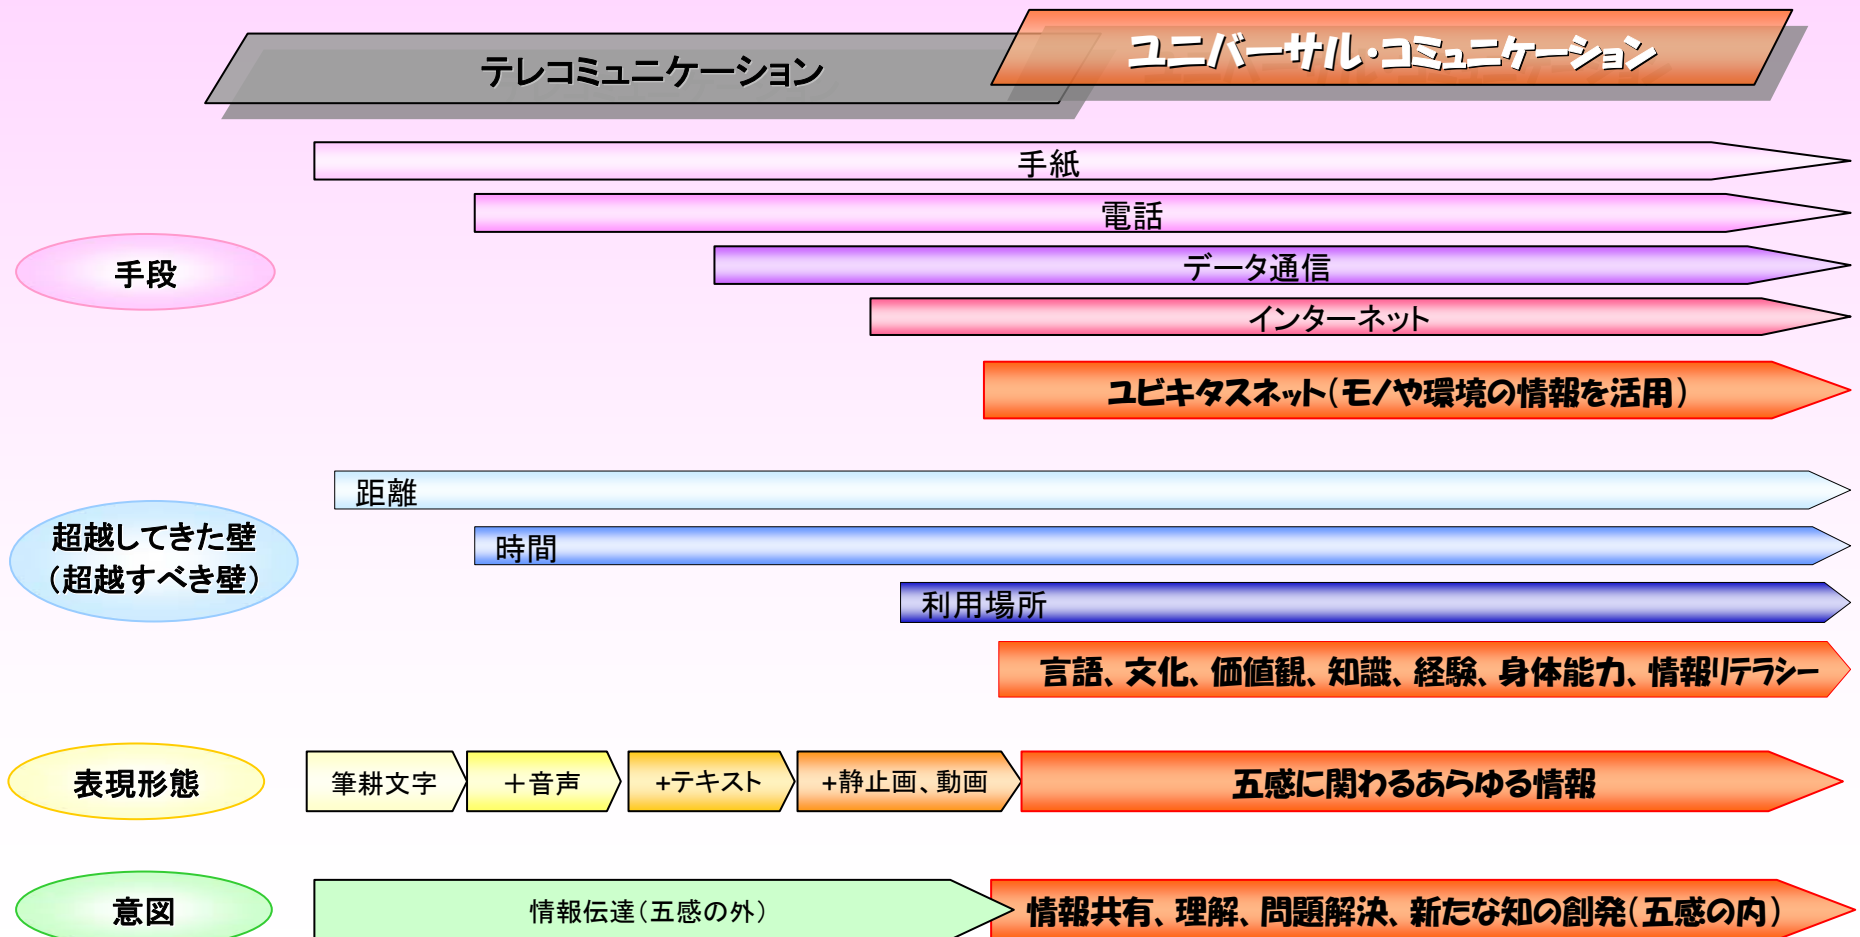 テレコミュニケーション
ユニバーサル・コミュニケーション
手段
手紙
電話
データ通信
インターネット
ユビキタスネット（モノや環境の情報を活用）
超越してきた壁
（超越すべき壁）
距離
時間
利用場所
言語、文化、価値観、知識、経験、身体能力、情報リテラシー
表現形態
筆耕文字
＋音声
+テキスト
+静止画、動画
五感に関わるあらゆる情報
意図
情報伝達（五感の外）
情報共有、理解、問題解決、新たな知の創発（五感の内）